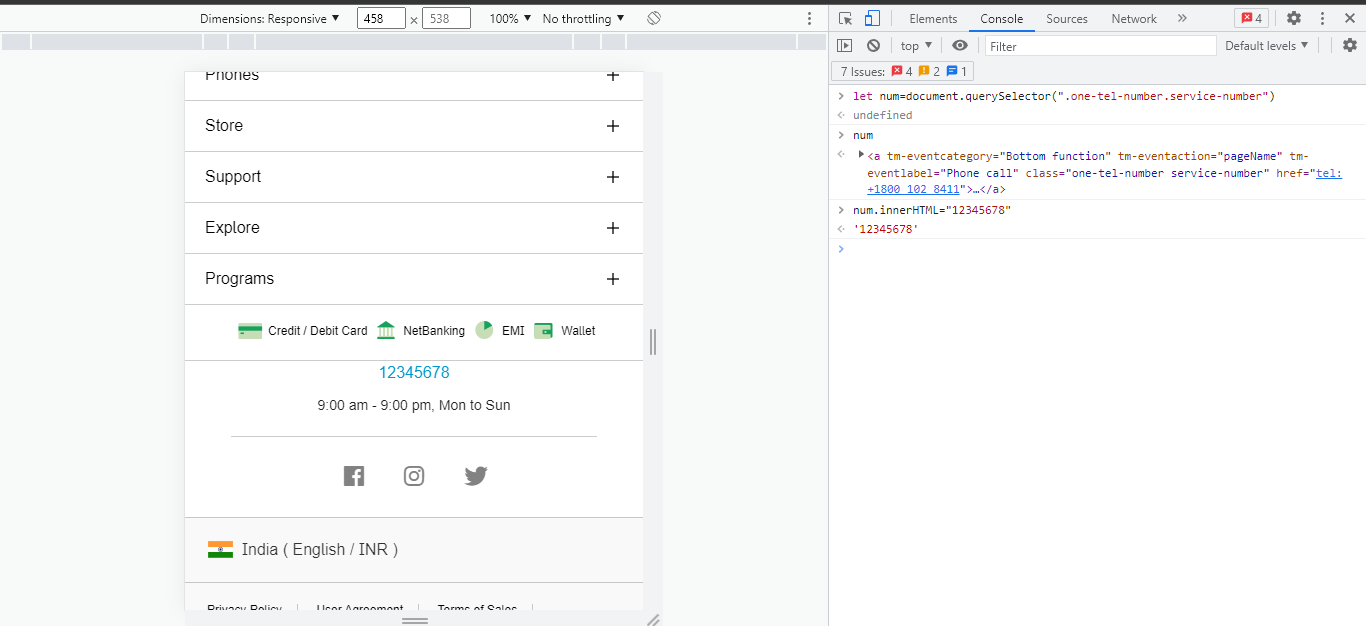 Dimensions: Responsive ▼ 458 × 538 100% ▼ No throttling ▼
Elements Console Sources Network » 4
top ▼ Filter Default levels ▼
7 Issues: 4 2 1
Phones +
Store +
Support +
Explore +
Programs +
Credit / Debit Card NetBanking EMI Wallet
12345678
9:00 am - 9:00 pm, Mon to Sun
India ( English / INR )
Privacy Policy User Agreement Terms of Sales
let num=document.querySelector(".one-tel-number.service-number")
undefined
num
<a tm-eventcategory="Bottom function" tm-eventaction="pageName" tm-
eventlabel="Phone call" class="one-tel-number service-number" href="tel:
+1800 102 8411">…</a>
num.innerHTML="12345678"
'12345678'